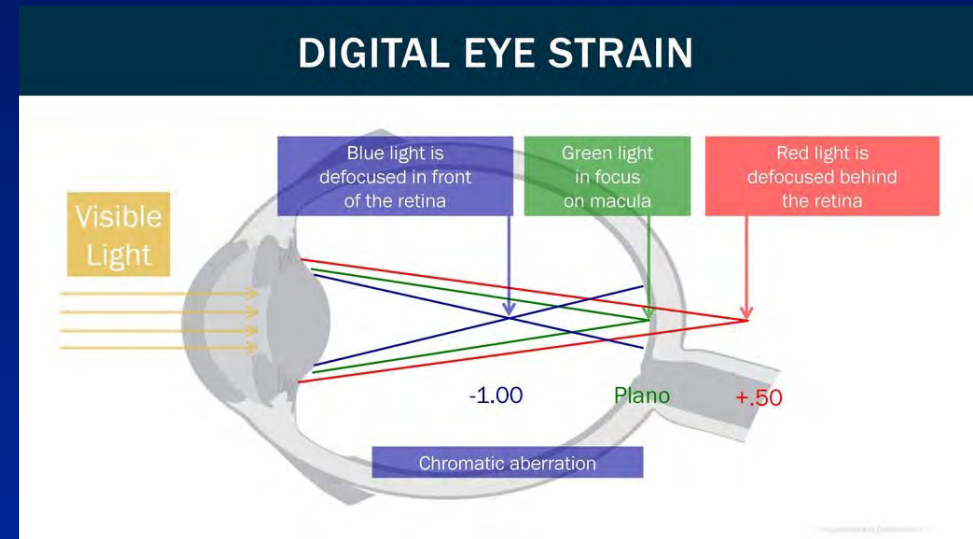 DIGITAL EYE STRAIN
Visible
Light
Blue light is
defocused in front
of the retina
Green light
in focus
on macula
Red light is
defocused behind
the retina
-1.00
Plano
+.50
Chromatic aberration